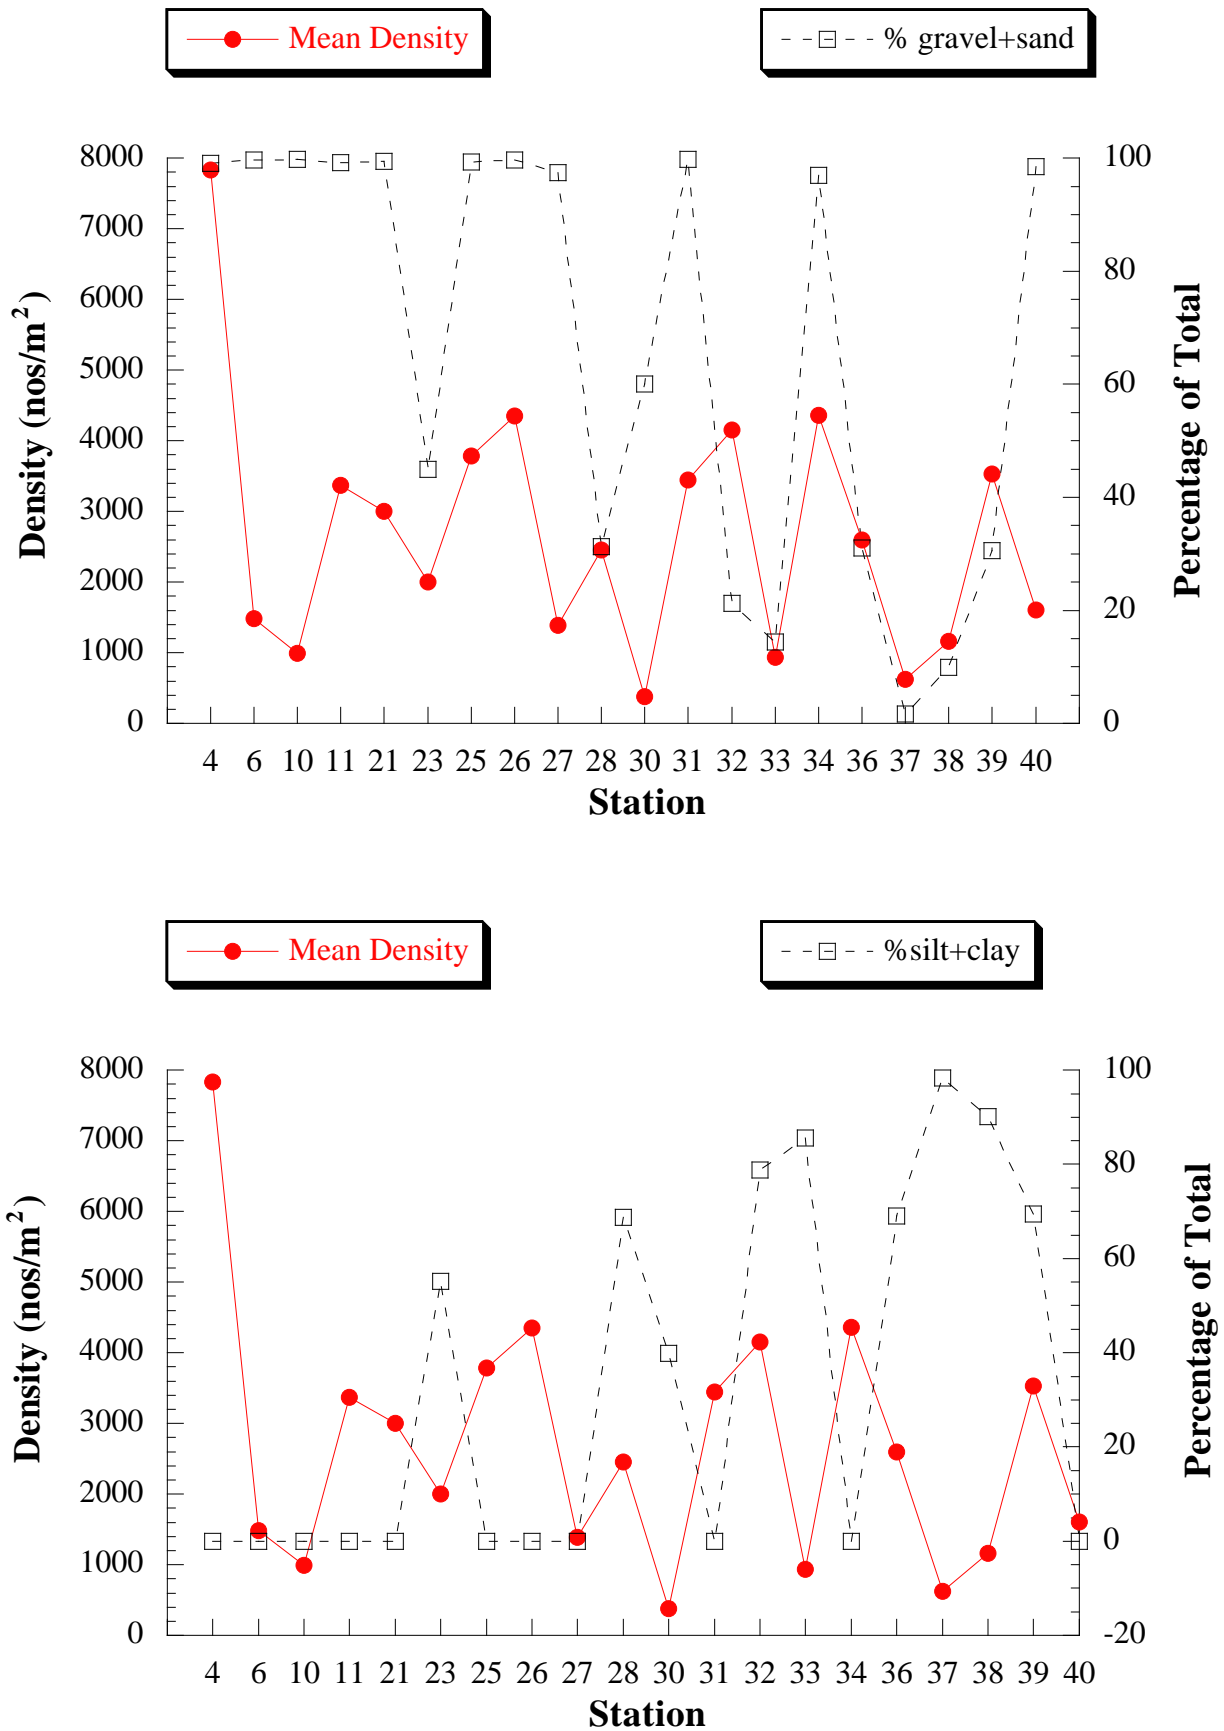 Mean Density
% gravel+sand
8000
7000
6000
5000
4000
3000
2000
1000
0
Density (nos/m²)
100
80
60
40
20
0
Percentage of Total
4 6 10 11 21 23 25 26 27 28 30 31 32 33 34 36 37 38 39 40
Station
Mean Density
%silt+clay
8000
7000
6000
5000
4000
3000
2000
1000
0
Density (nos/m²)
100
80
60
40
20
0
-20
Percentage of Total
4 6 10 11 21 23 25 26 27 28 30 31 32 33 34 36 37 38 39 40
Station